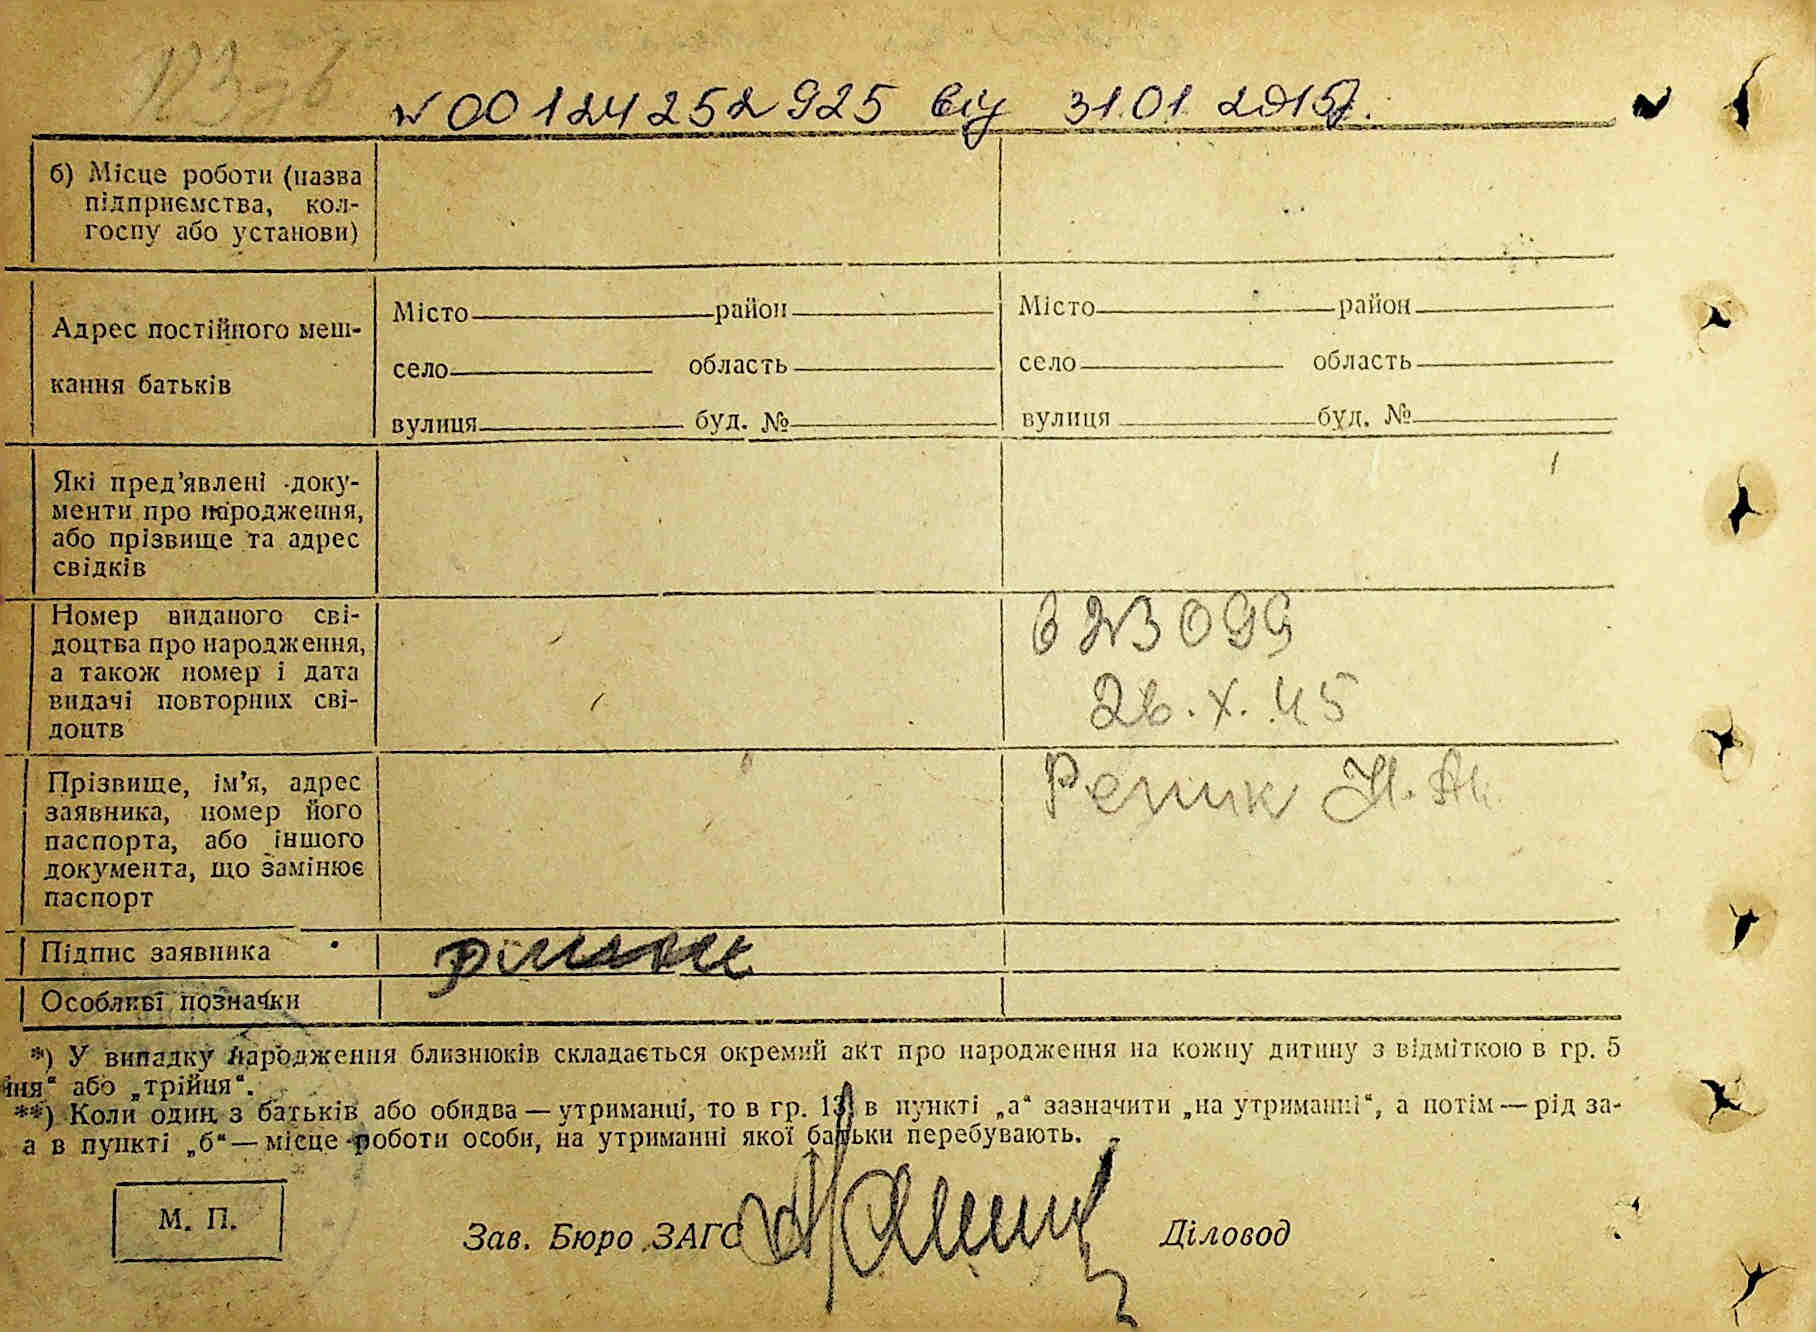 № 00124252925 від 31.01.2015р.
б) Місце роботи (назва
підприємства, кол-
госпу або установи)
Адрес постійного меш-
кання батьків
Місто район
село область
вулиця буд. №
Місто район
село область
вулиця буд. №
Які пред'явлені доку-
менти про народження,
або прізвище та адрес
свідків
Номер виданого сві-
доцтва про народження,
а також номер і дата
видачі повторних сві-
доцтв
099
26.X.45
Прізвище, ім'я, адрес
заявника, номер його
паспорта, або іншого
документа, що замінює
паспорт
Підпис заявника
Особливі позначки
*) У випадку народження близнюків складається окремий акт про народження на кожну дитину з відміткою в гр. 5
йня“ або „трійня“.
**) Коли один з батьків або обидва — утриманці, то в гр. 13 в пункті „а“ зазначити „на утриманні“, а потім — рід за-
а в пункті „б“ — місце роботи особи, на утриманні якої батьки перебувають.
М. П.
Зав. Бюро ЗАГС
Діловод